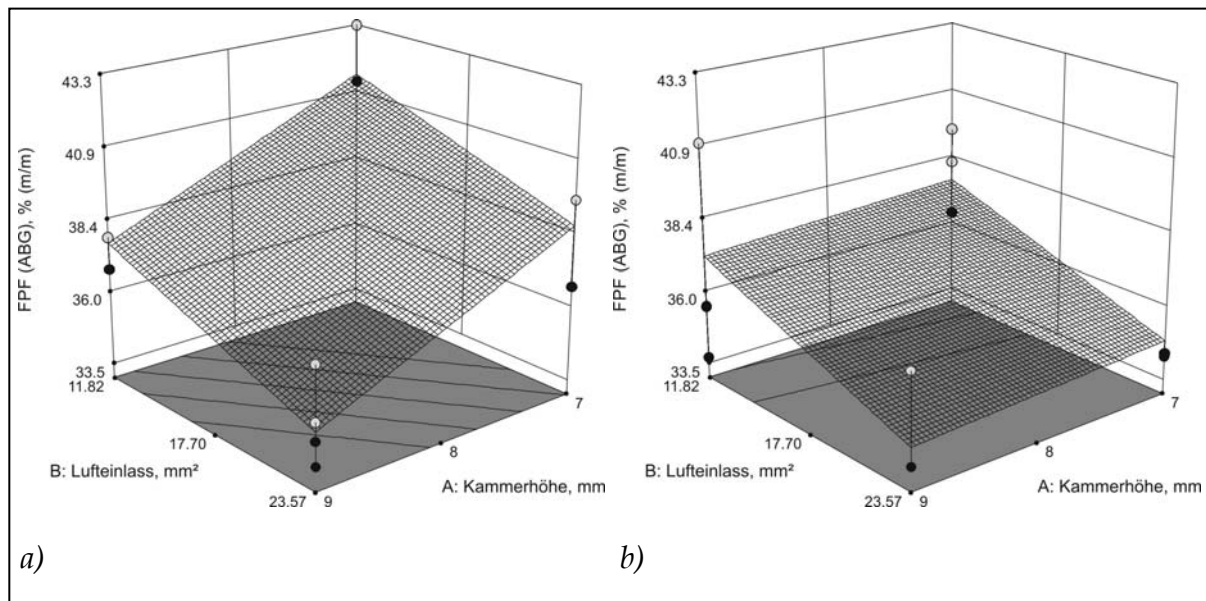 FPF (ABG), % (m/m)
43.3
40.9
38.4
36.0
33.5
11.82
17.70
23.57
B: Lufteinlass, mm²
9
8
7
A: Kammerhöhe, mm
a)
FPF (ABG), % (m/m)
43.3
40.9
38.4
36.0
33.5
11.82
17.70
23.57
B: Lufteinlass, mm²
9
8
7
A: Kammerhöhe, mm
b)